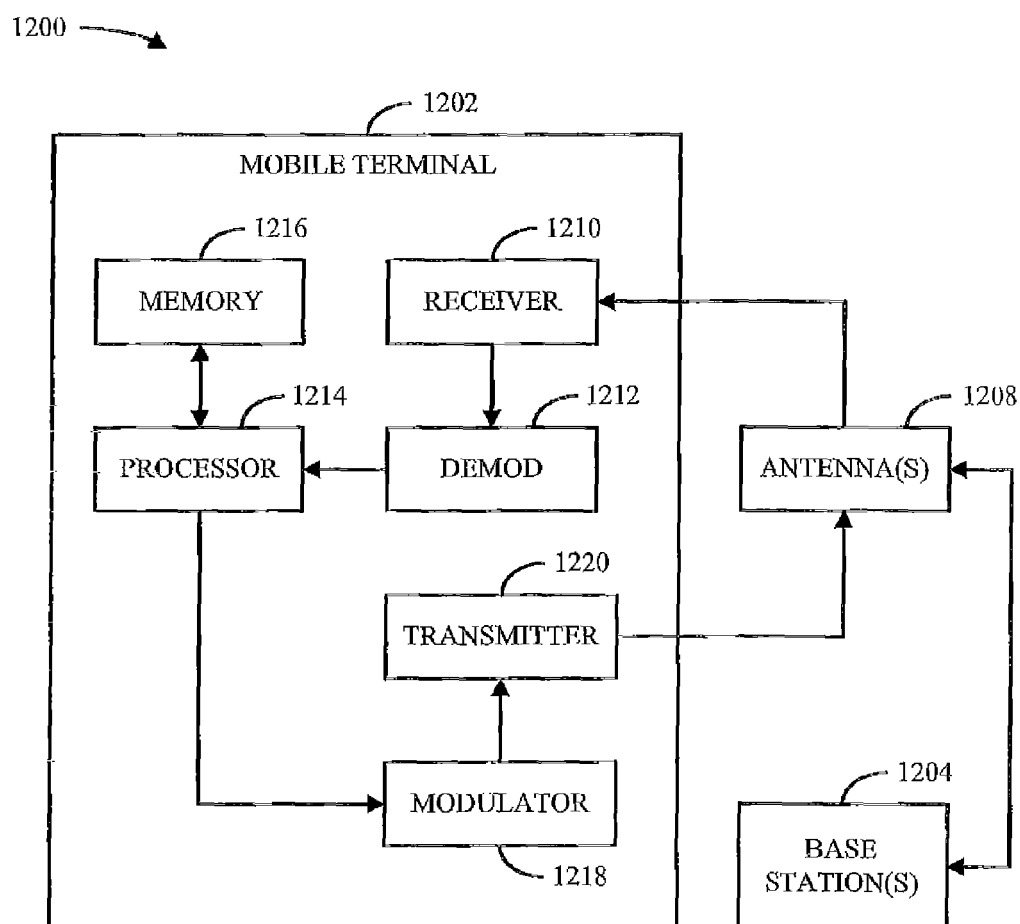 1200
1202
MOBILE TERMINAL
1216
1210
MEMORY
RECEIVER
1214
1212
1208
PROCESSOR
DEMOD
ANTENNA(S)
1220
TRANSMITTER
1204
MODULATOR
1218
BASE
STATION(S)